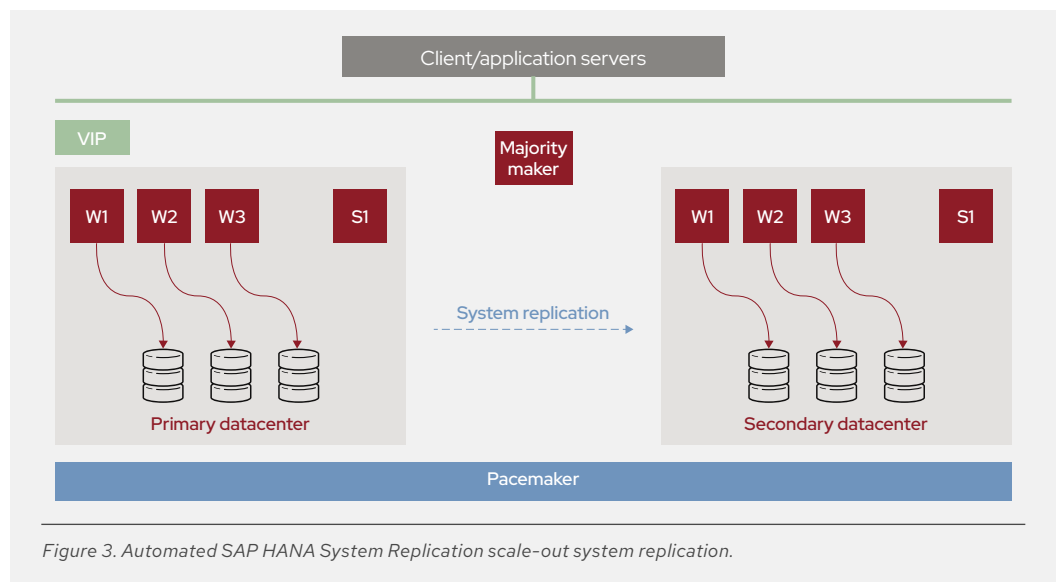 Client/application servers
VIP
Majority
maker
W1 W2 W3 S1
W1 W2 W3 S1
System replication
Primary datacenter
Secondary datacenter
Pacemaker
Figure 3. Automated SAP HANA System Replication scale-out system replication.